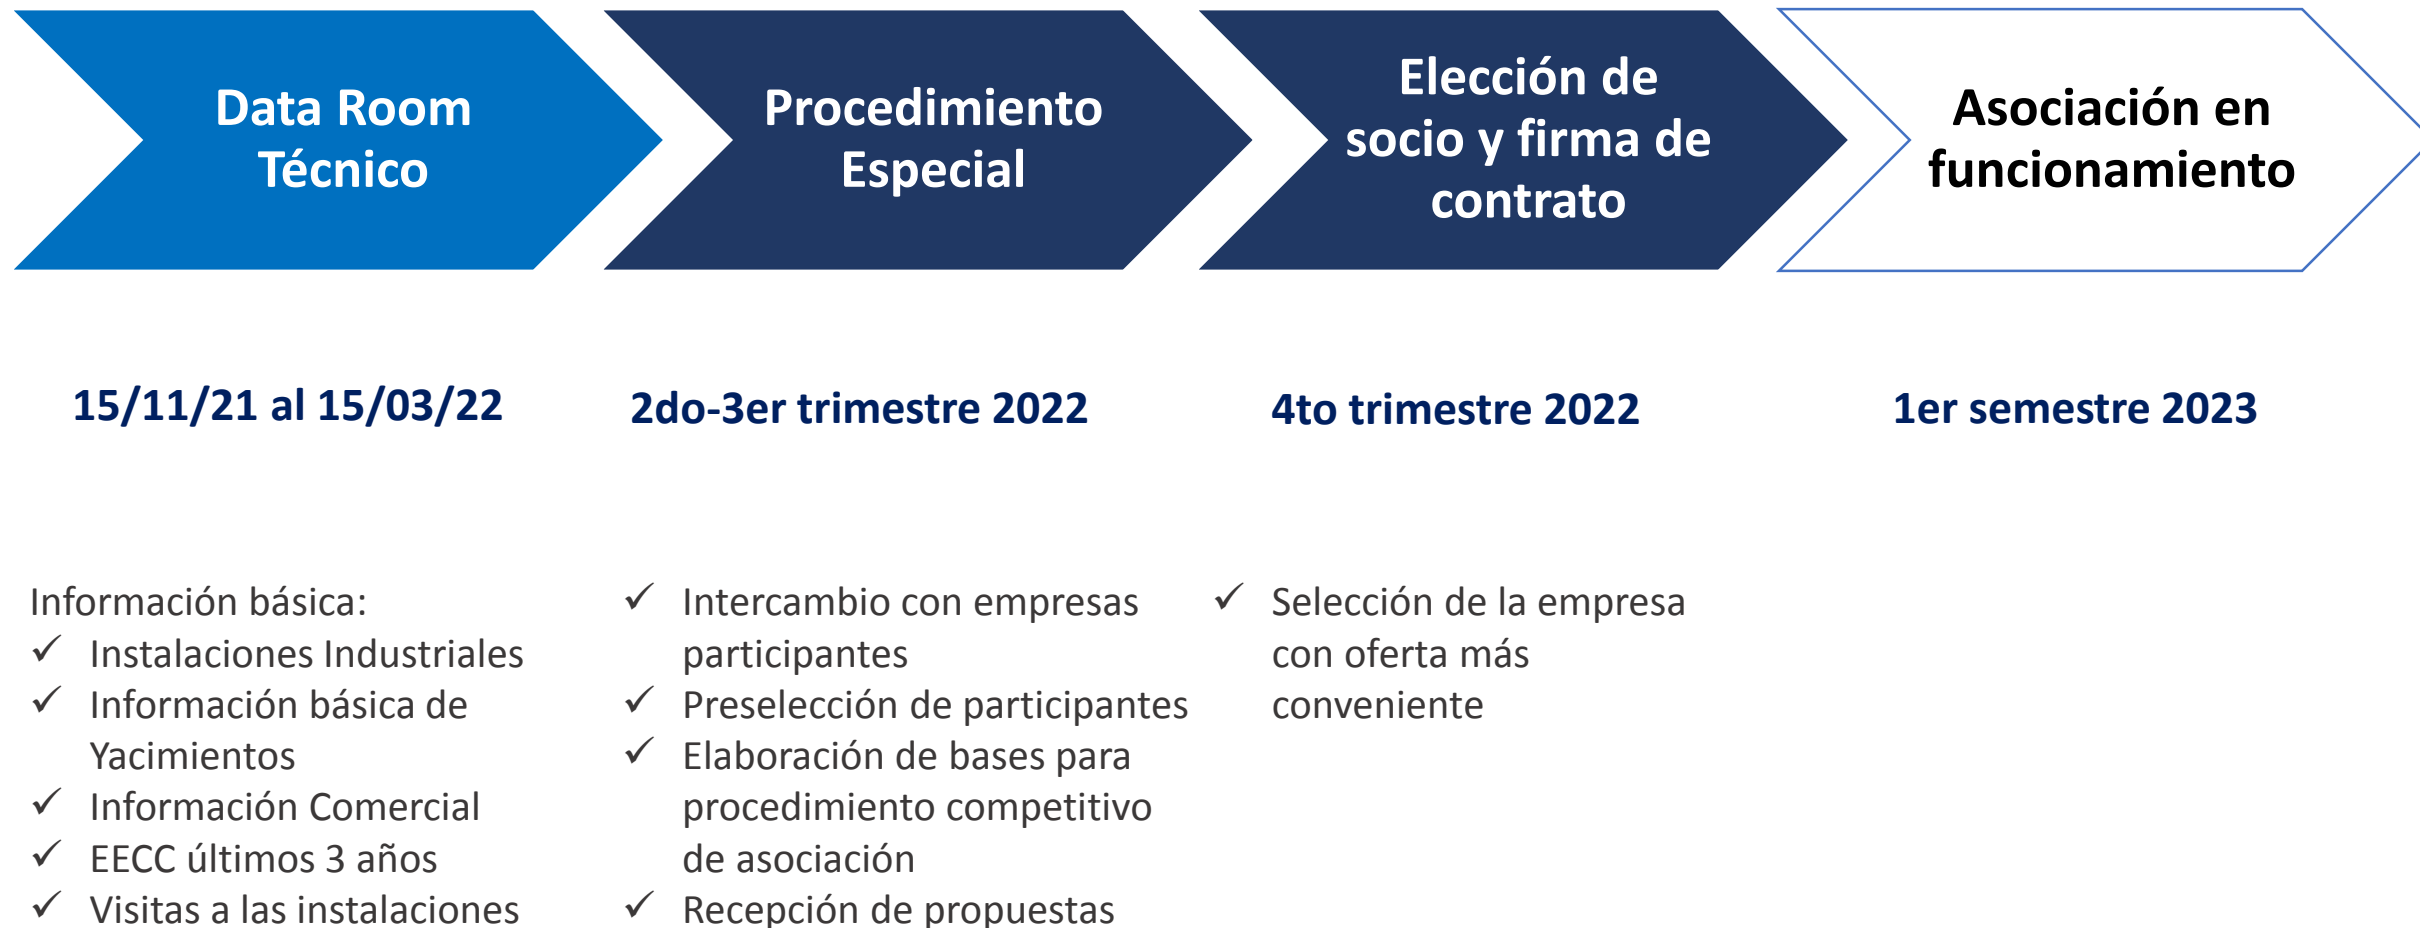 Data Room
Técnico
Procedimiento
Especial
Elección de
socio y firma de
contrato
Asociación en
funcionamiento
15/11/21 al 15/03/22
2do-3er trimestre 2022
4to trimestre 2022
1er semestre 2023
Información básica:
✓ Instalaciones Industriales
✓ Información básica de
Yacimientos
✓ Información Comercial
✓ EECC últimos 3 años
✓ Visitas a las instalaciones
✓ Intercambio con empresas
participantes
✓ Preselección de participantes
✓ Elaboración de bases para
procedimiento competitivo
de asociación
✓ Recepción de propuestas
✓ Selección de la empresa
con oferta más
conveniente